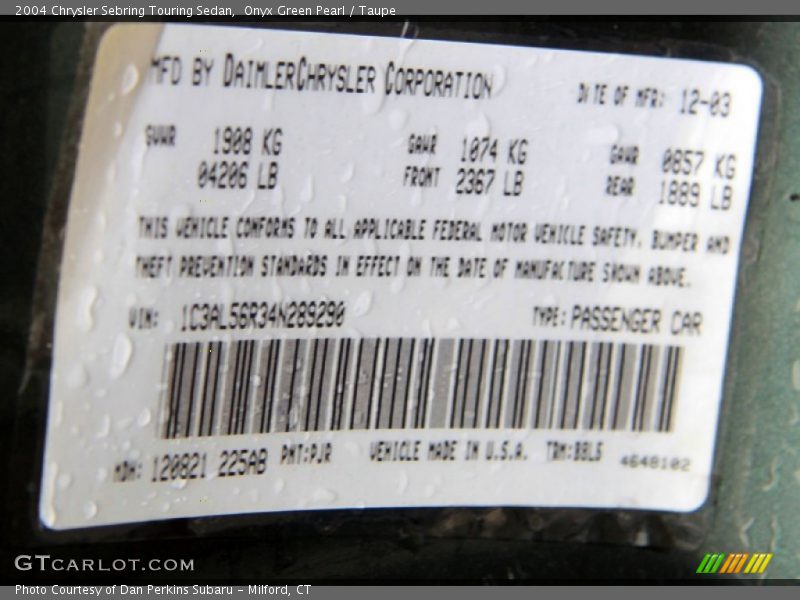 2004 Chrysler Sebring Touring Sedan,  Onyx Green Pearl / Taupe
MFD BY DAIMLERCHRYSLER CORPORATION
DATE OF MFR: 12-03
GVWR 1908 KG GAWR 1074 KG GAWR 0857 KG
04206 LB FRONT 2367 LB REAR 1889 LB
THIS VEHICLE CONFORMS TO ALL APPLICABLE FEDERAL MOTOR VEHICLE SAFETY, BUMPER AND
THEFT PREVENTION STANDARDS IN EFFECT ON THE DATE OF MANUFACTURE SHOWN ABOVE.
VIN: 1C3AL56R34N289290 TYPE: PASSENGER CAR
MDH: 120821 225AB PNT:PJR VEHICLE MADE IN U.S.A. TRM:BBL5 4648102
GTCARLOT.COM
Photo Courtesy of Dan Perkins Subaru - Milford, CT